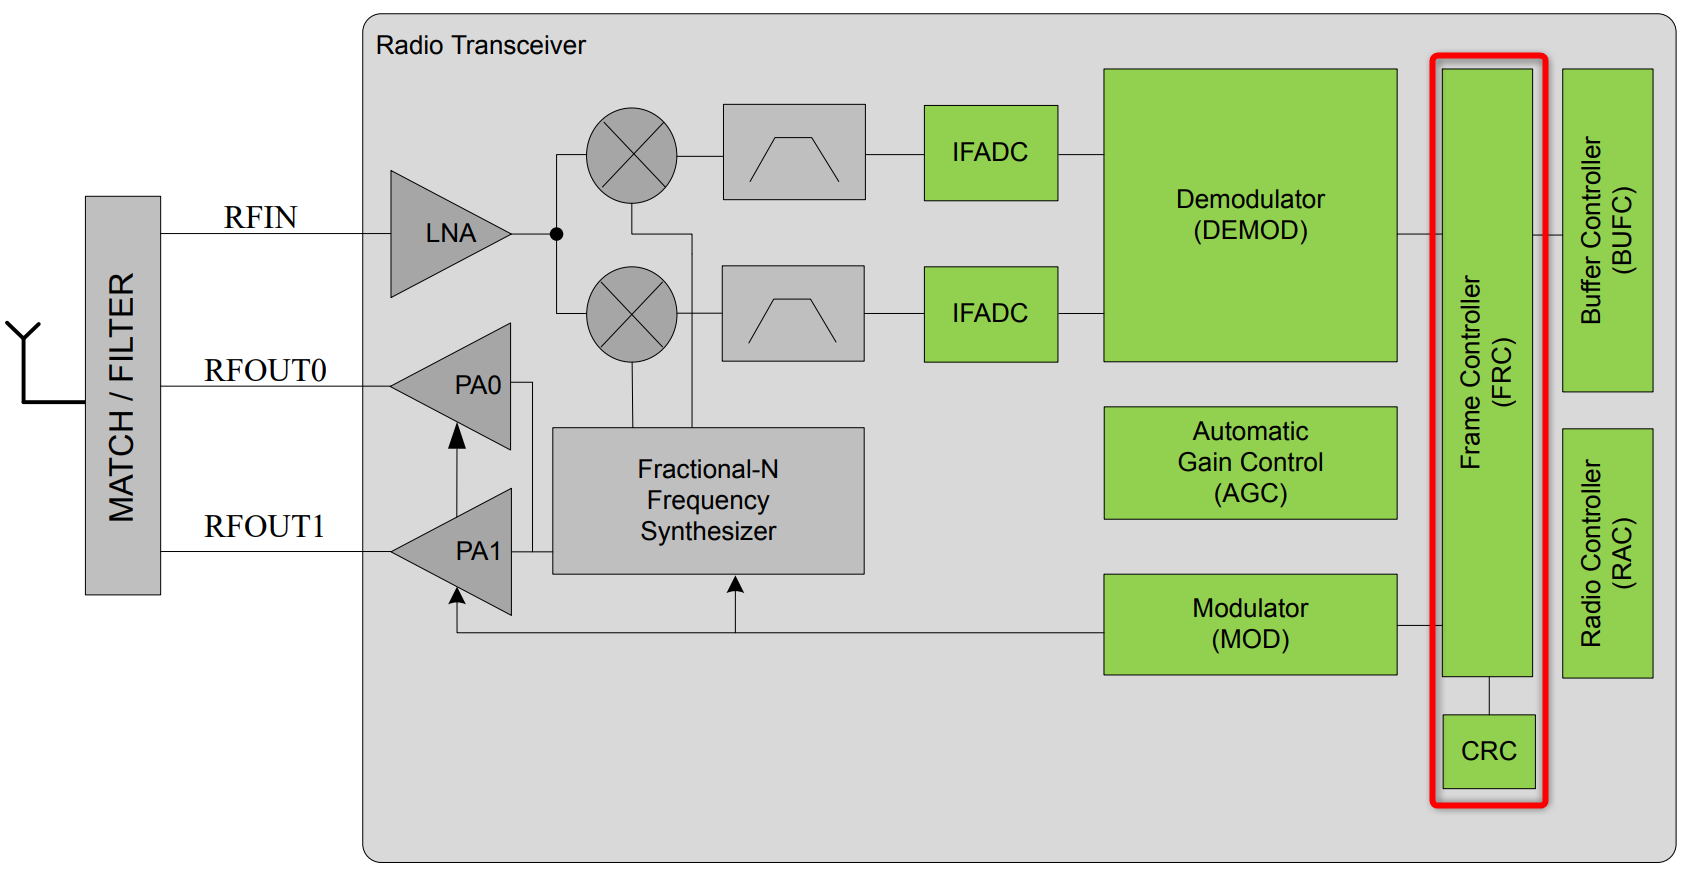 Radio Transceiver
MATCH / FILTER
RFIN
RFOUT0
RFOUT1
LNA
PA0
PA1
Fractional-N
Frequency
Synthesizer
IFADC
IFADC
Demodulator
(DEMOD)
Automatic
Gain Control
(AGC)
Modulator
(MOD)
Frame Controller
(FRC)
CRC
Buffer Controller
(BUFC)
Radio Controller
(RAC)